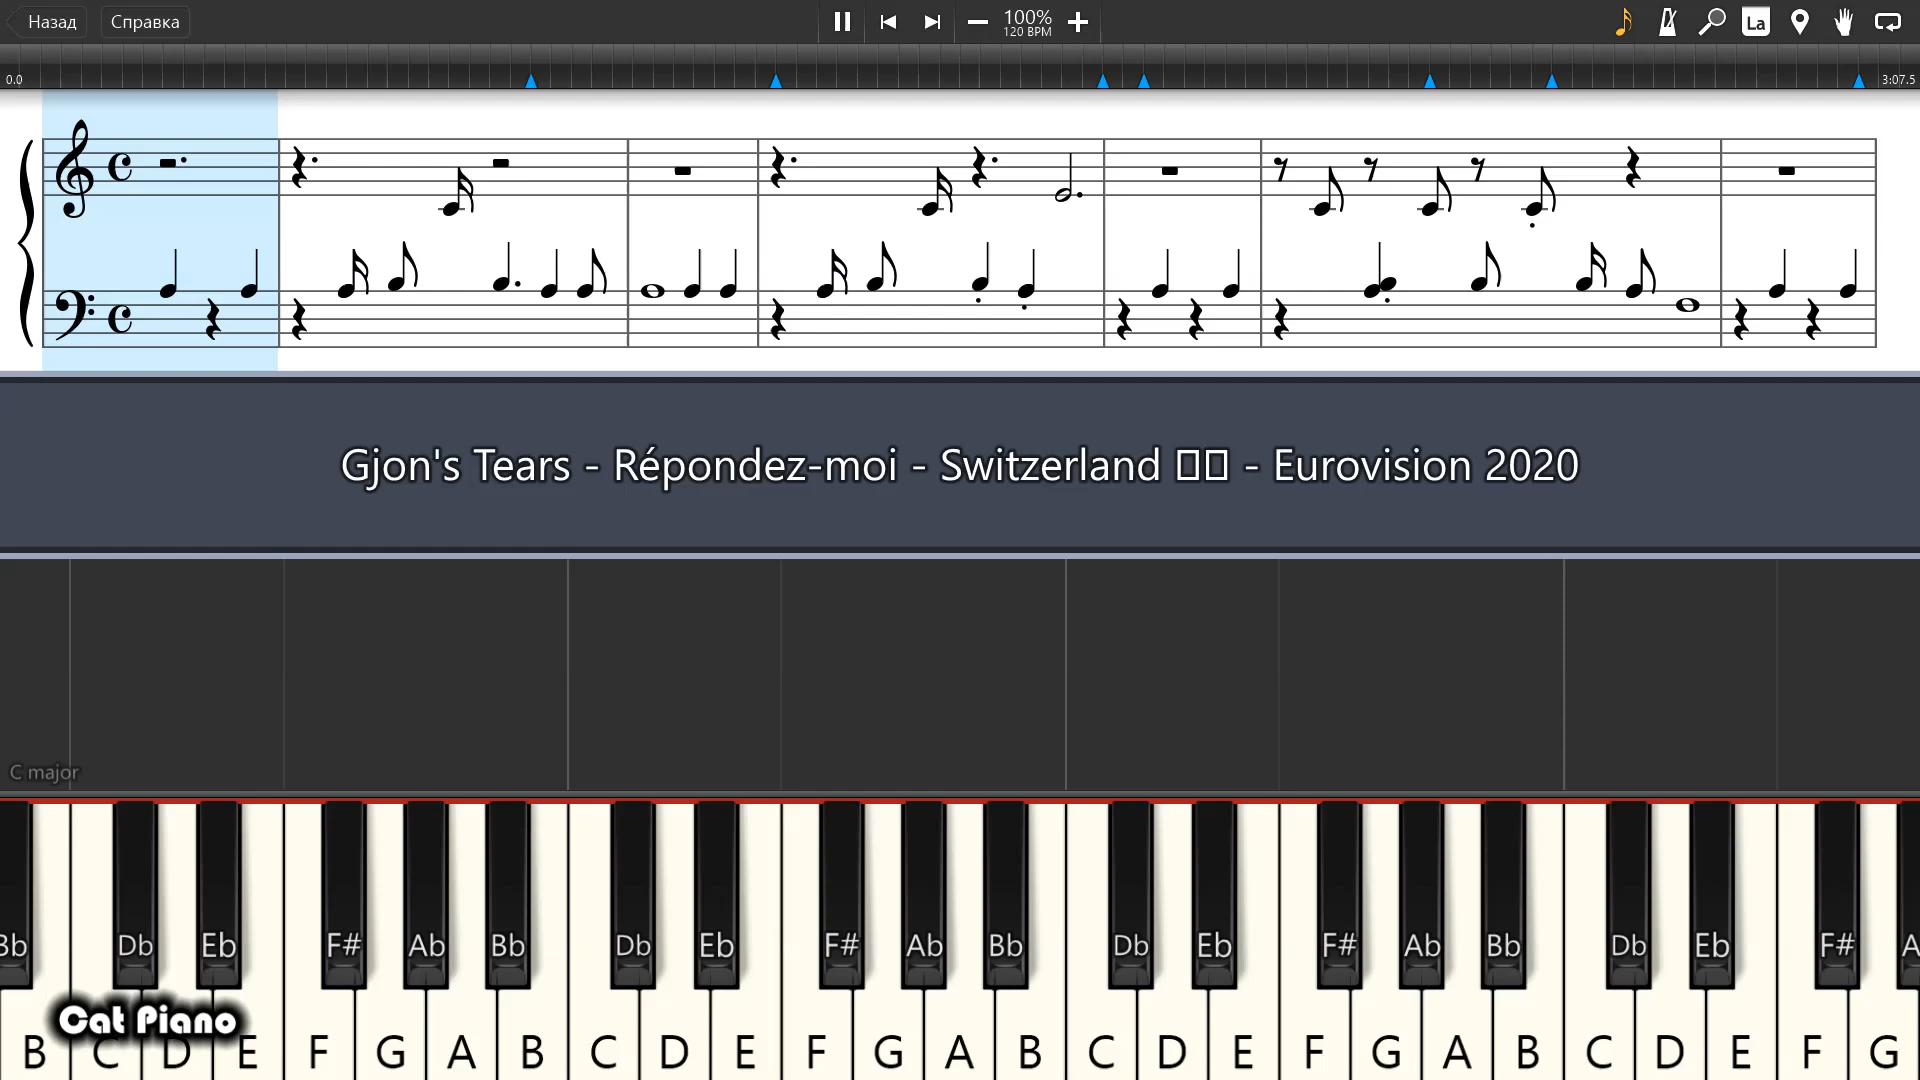 Назад Справка 100% 120 BPM La
0.0 3:07.5
Gjon's Tears - Répondez-moi - Switzerland 🇨🇭 - Eurovision 2020
C major
Bb Db Eb F# Ab Bb Db Eb F# Ab Bb Db Eb F# Ab Bb Db Eb F# A
Cat Piano
B C D E F G A B C D E F G A B C D E F G A B C D E F G